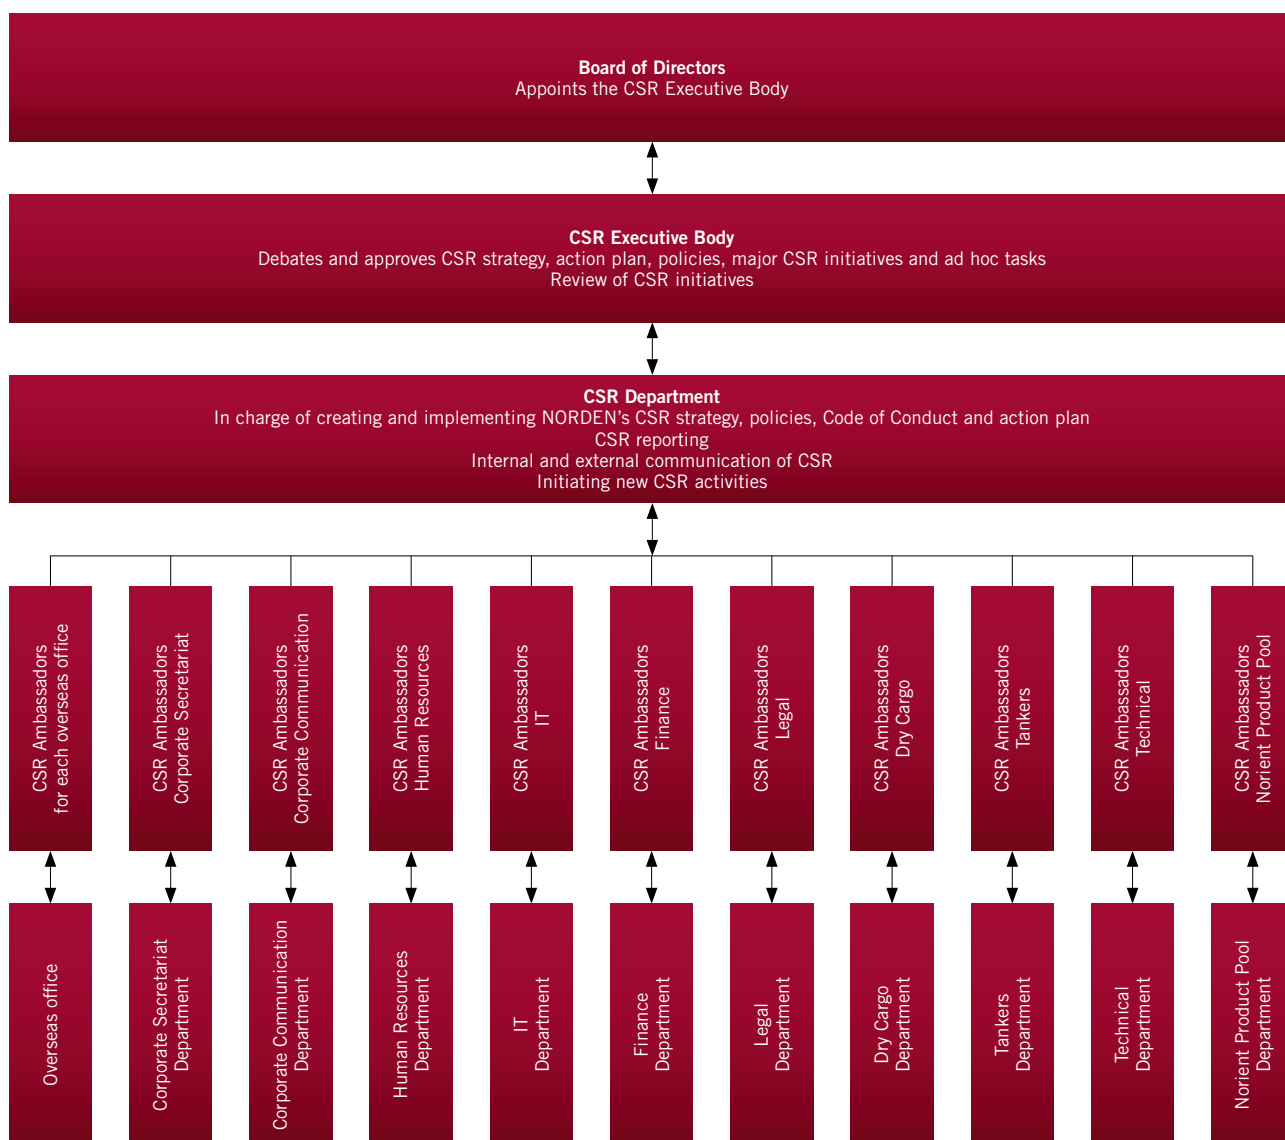 Board of Directors
Appoints the CSR Executive Body
CSR Executive Body
Debates and approves CSR strategy, action plan, policies, major CSR initiatives and ad hoc tasks
Review of CSR initiatives
CSR Department
In charge of creating and implementing NORDEN's CSR strategy, policies, Code of Conduct and action plan
CSR reporting
Internal and external communication of CSR
Initiating new CSR activities
CSR Ambassadors
for each overseas office
CSR Ambassadors
Corporate Secretariat
CSR Ambassadors
Corporate Communication
CSR Ambassadors
Human Resources
CSR Ambassadors
IT
CSR Ambassadors
Finance
CSR Ambassadors
Legal
CSR Ambassadors
Dry Cargo
CSR Ambassadors
Tankers
CSR Ambassadors
Technical
CSR Ambassadors
Norient Product Pool
Overseas office
Corporate Secretariat
Department
Corporate Communication
Department
Human Resources
Department
IT
Department
Finance
Department
Legal
Department
Dry Cargo
Department
Tankers
Department
Technical
Department
Norient Product Pool
Department